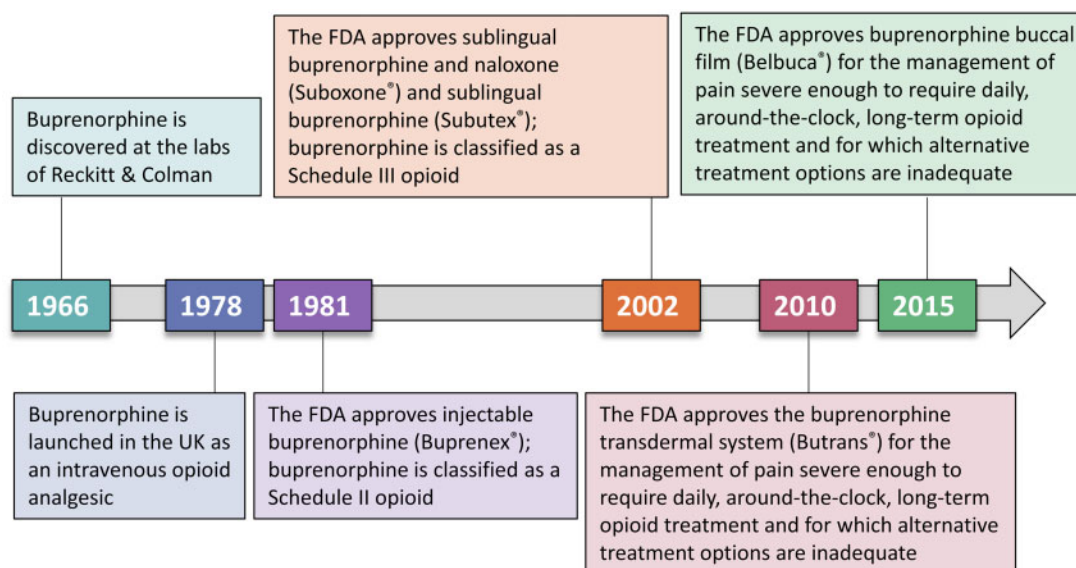 Buprenorphine is
discovered at the labs
of Reckitt & Colman
The FDA approves sublingual
buprenorphine and naloxone
(Suboxone®) and sublingual
buprenorphine (Subutex®);
buprenorphine is classified as a
Schedule III opioid
The FDA approves buprenorphine buccal
film (Belbuca®) for the management of
pain severe enough to require daily,
around-the-clock, long-term opioid
treatment and for which alternative
treatment options are inadequate
1966 1978 1981 2002 2010 2015
Buprenorphine is
launched in the UK as
an intravenous opioid
analgesic
The FDA approves injectable
buprenorphine (Buprenex®);
buprenorphine is classified as a
Schedule II opioid
The FDA approves the buprenorphine
transdermal system (Butrans®) for the
management of pain severe enough to
require daily, around-the-clock, long-term
opioid treatment and for which alternative
treatment options are inadequate